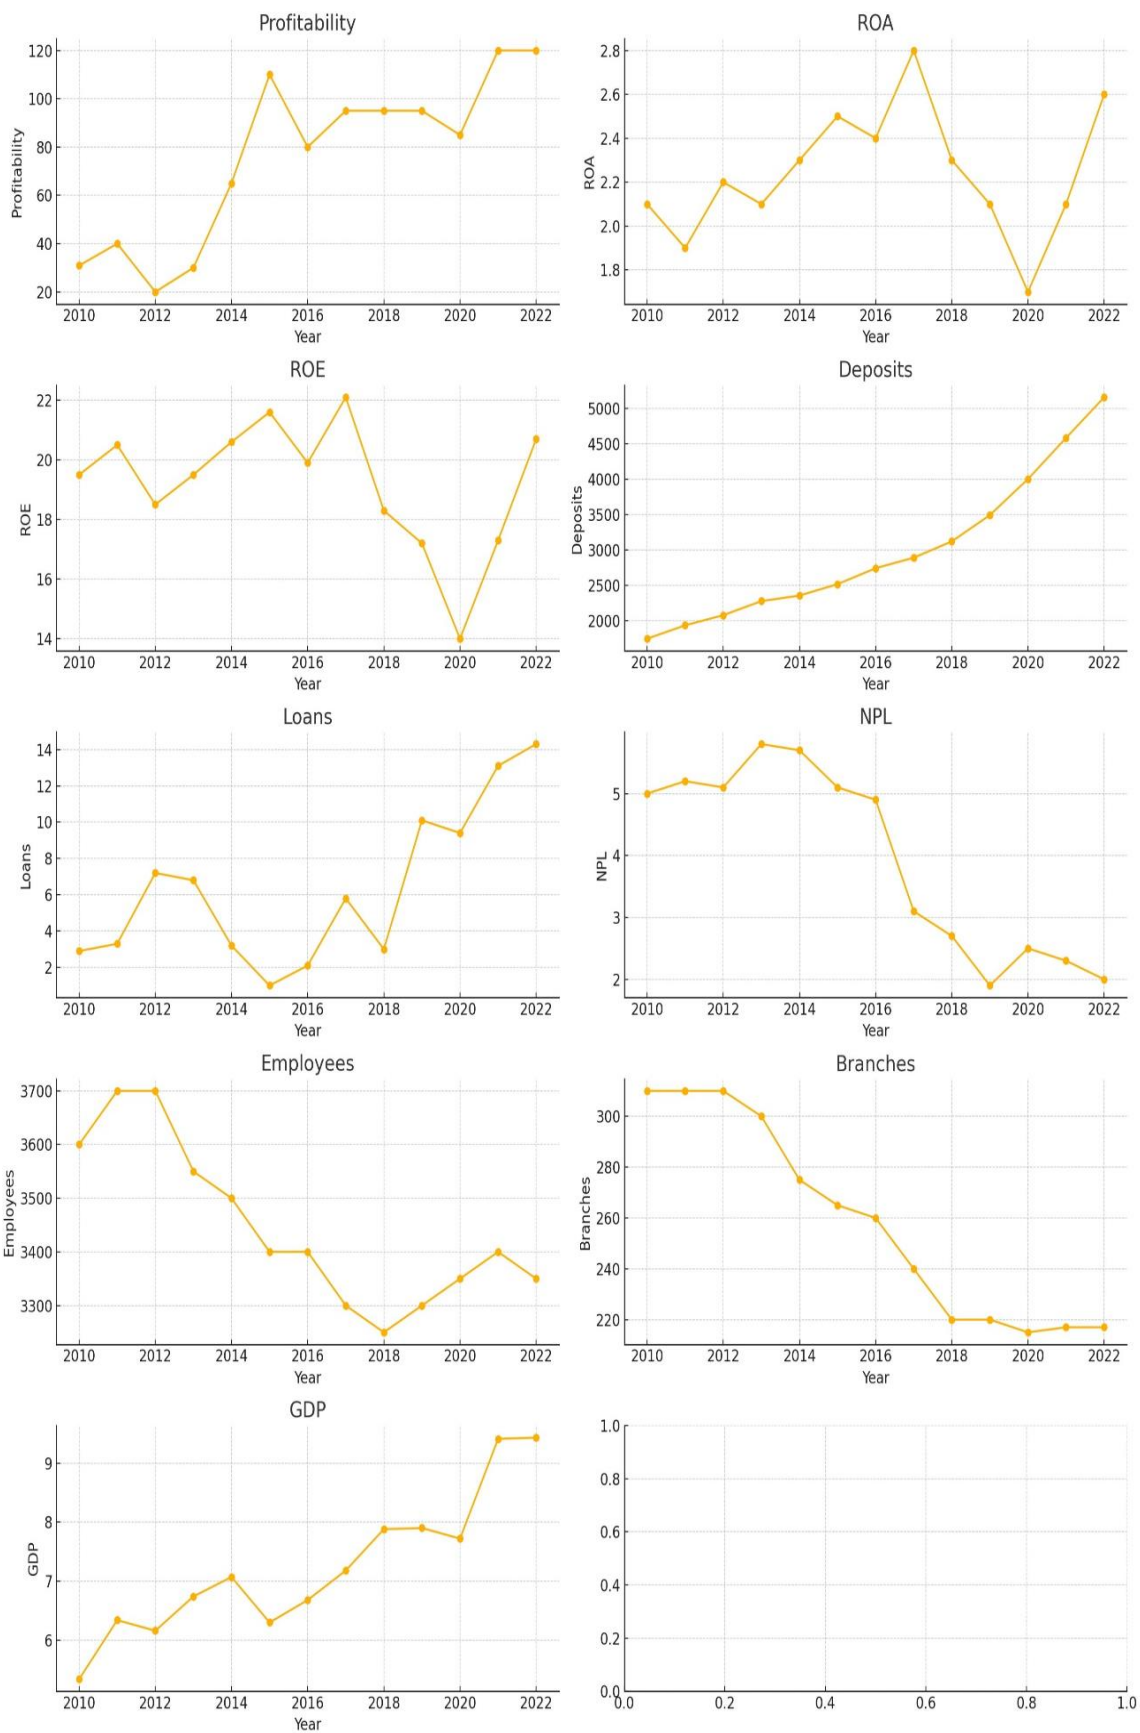 Profitability
Profitability
120
100
80
60
40
20
2010 2012 2014 2016 2018 2020 2022
Year
ROA
ROA
2.8
2.6
2.4
2.2
2.0
1.8
2010 2012 2014 2016 2018 2020 2022
Year
ROE
ROE
22
20
18
16
14
2010 2012 2014 2016 2018 2020 2022
Year
Deposits
Deposits
5000
4500
4000
3500
3000
2500
2000
2010 2012 2014 2016 2018 2020 2022
Year
Loans
Loans
14
12
10
8
6
4
2
2010 2012 2014 2016 2018 2020 2022
Year
NPL
NPL
5
4
3
2
2010 2012 2014 2016 2018 2020 2022
Year
Employees
Employees
3700
3600
3500
3400
3300
2010 2012 2014 2016 2018 2020 2022
Year
Branches
Branches
300
280
260
240
220
2010 2012 2014 2016 2018 2020 2022
Year
GDP
GDP
9
8
7
6
2010 2012 2014 2016 2018 2020 2022
Year
1.0
0.8
0.6
0.4
0.2
0.0
0.0 0.2 0.4 0.6 0.8 1.0